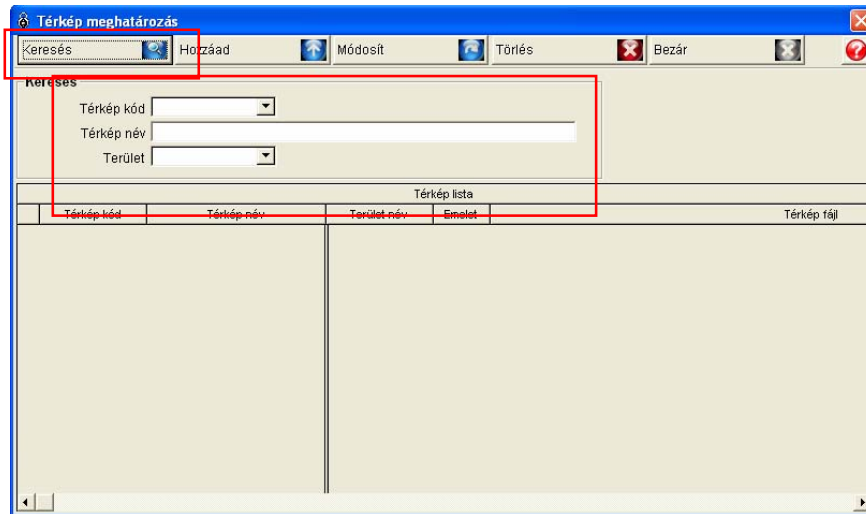 Térkép meghatározás
Keresés Hozzáad Módosít Törlés Bezár ?
Keresés
Térkép kód
Térkép név
Terület
Térkép lista
Térkép kód Térkép név Terület név Emelet Térkép fájl